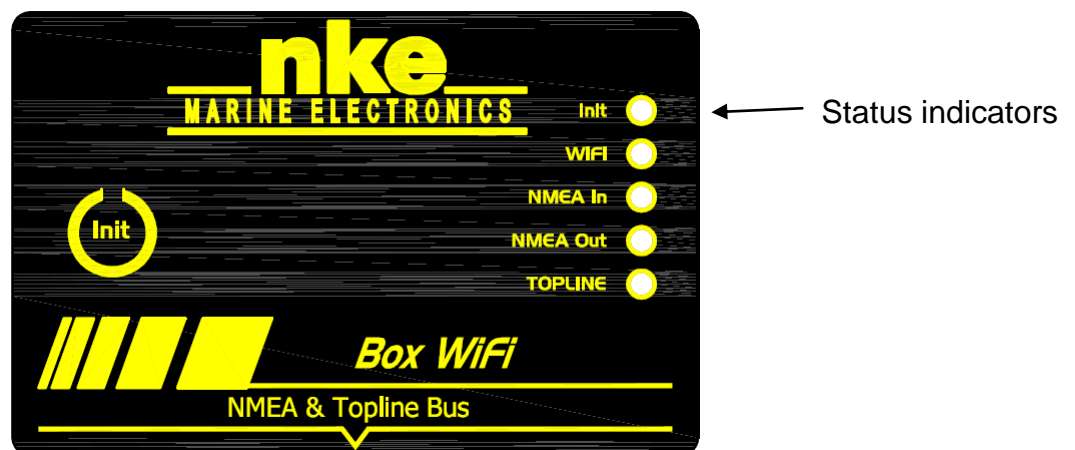 nke
MARINE ELECTRONICS
Init
Status indicators
WIFI
NMEA In
Init
NMEA Out
TOPLINE
Box WiFi
NMEA & Topline Bus